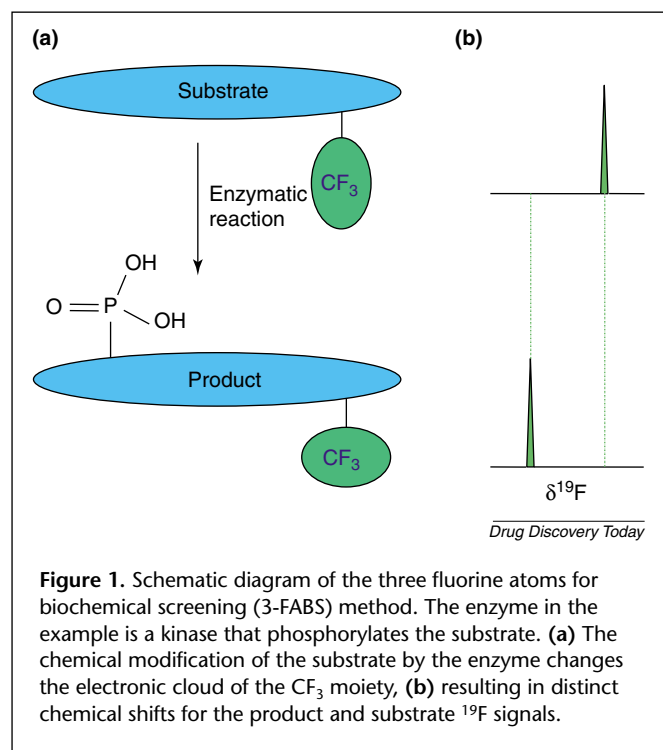 (a)
(b)
Substrate
CF₃
Enzymatic
reaction
OH
O
P
OH
Product
CF₃
δ¹⁹F
Drug Discovery Today
Figure 1. Schematic diagram of the three fluorine atoms for
biochemical screening (3-FABS) method. The enzyme in the
example is a kinase that phosphorylates the substrate. (a) The
chemical modification of the substrate by the enzyme changes
the electronic cloud of the CF₃ moiety, (b) resulting in distinct
chemical shifts for the product and substrate ¹⁹F signals.